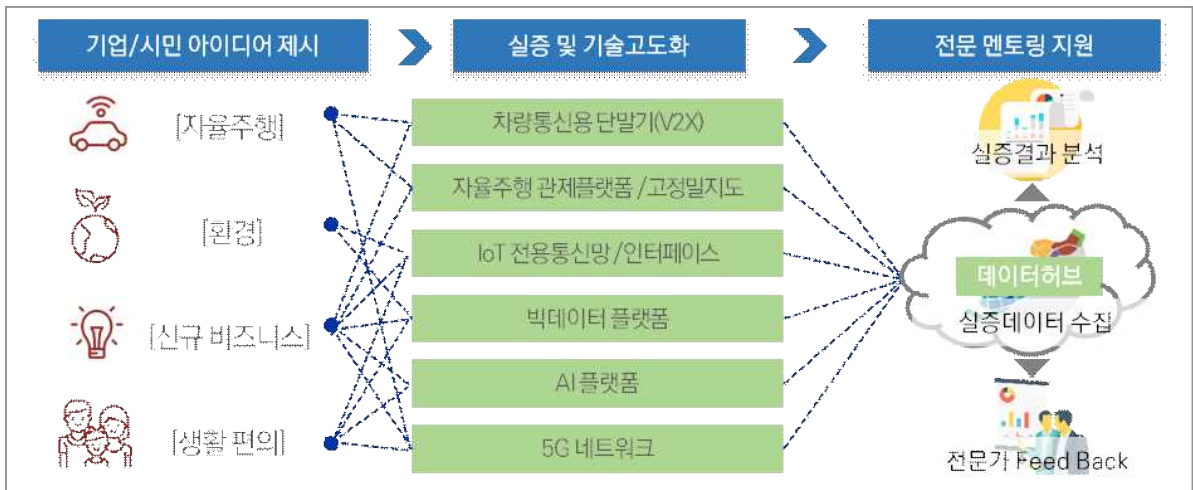 기업/시민 아이디어 제시
실증 및 기술고도화
전문 멘토링 지원
[자율주행]
[환경]
[신규 비즈니스]
[생활 편의]
차량통신용 단말기(V2X)
자율주행 관제플랫폼 /고정밀지도
IoT 전용통신망 /인터페이스
빅데이터 플랫폼
AI 플랫폼
5G 네트워크
실증결과 분석
데이터허브
실증데이터 수집
전문가 Feed Back